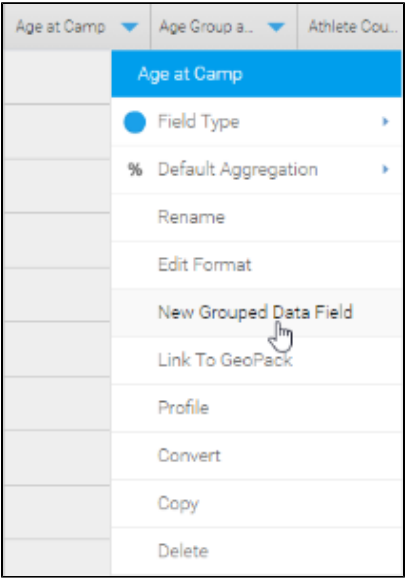 Age at Camp Age Group a... Athlete Cou...
Age at Camp
Field Type
% Default Aggregation
Rename
Edit Format
New Grouped Data Field
Link To GeoPack
Profile
Convert
Copy
Delete